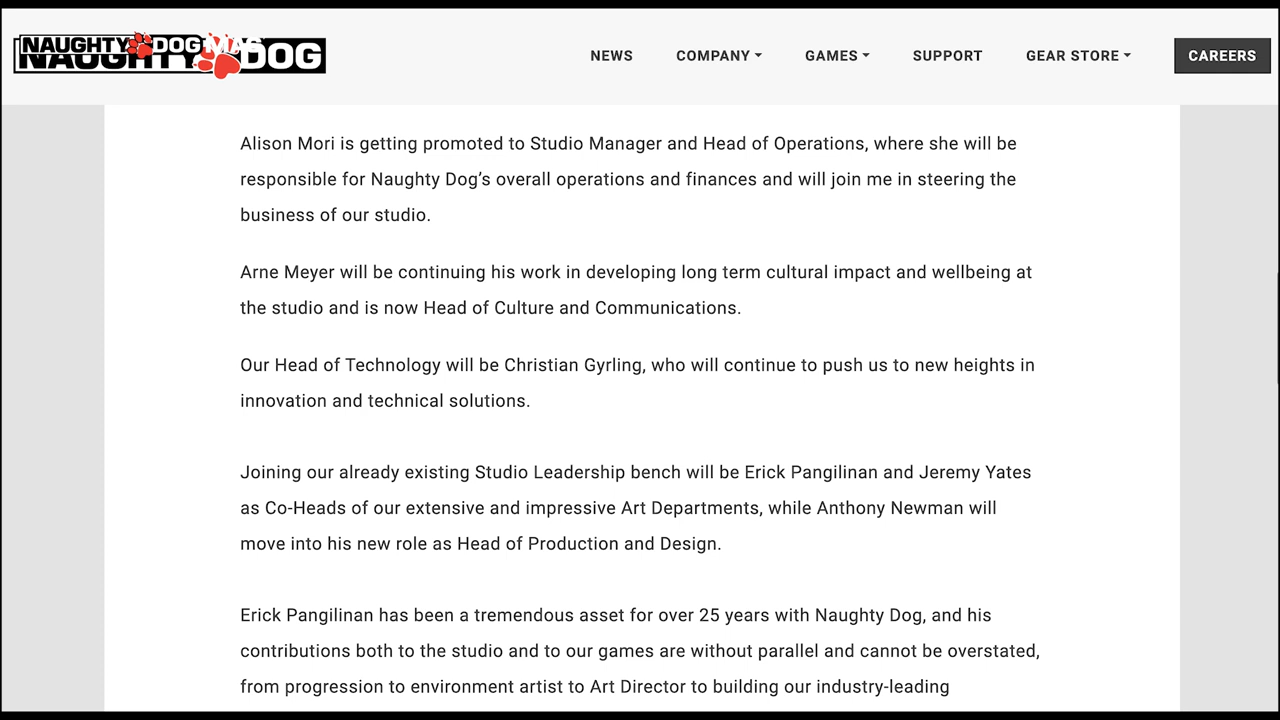 NAUGHTY DOG MAG
NAUGHTY DOG
NEWS COMPANY GAMES SUPPORT GEAR STORE CAREERS
Alison Mori is getting promoted to Studio Manager and Head of Operations, where she will be
responsible for Naughty Dog’s overall operations and finances and will join me in steering the
business of our studio.
Arne Meyer will be continuing his work in developing long term cultural impact and wellbeing at
the studio and is now Head of Culture and Communications.
Our Head of Technology will be Christian Gyrling, who will continue to push us to new heights in
innovation and technical solutions.
Joining our already existing Studio Leadership bench will be Erick Pangilinan and Jeremy Yates
as Co-Heads of our extensive and impressive Art Departments, while Anthony Newman will
move into his new role as Head of Production and Design.
Erick Pangilinan has been a tremendous asset for over 25 years with Naughty Dog, and his
contributions both to the studio and to our games are without parallel and cannot be overstated,
from progression to environment artist to Art Director to building our industry-leading